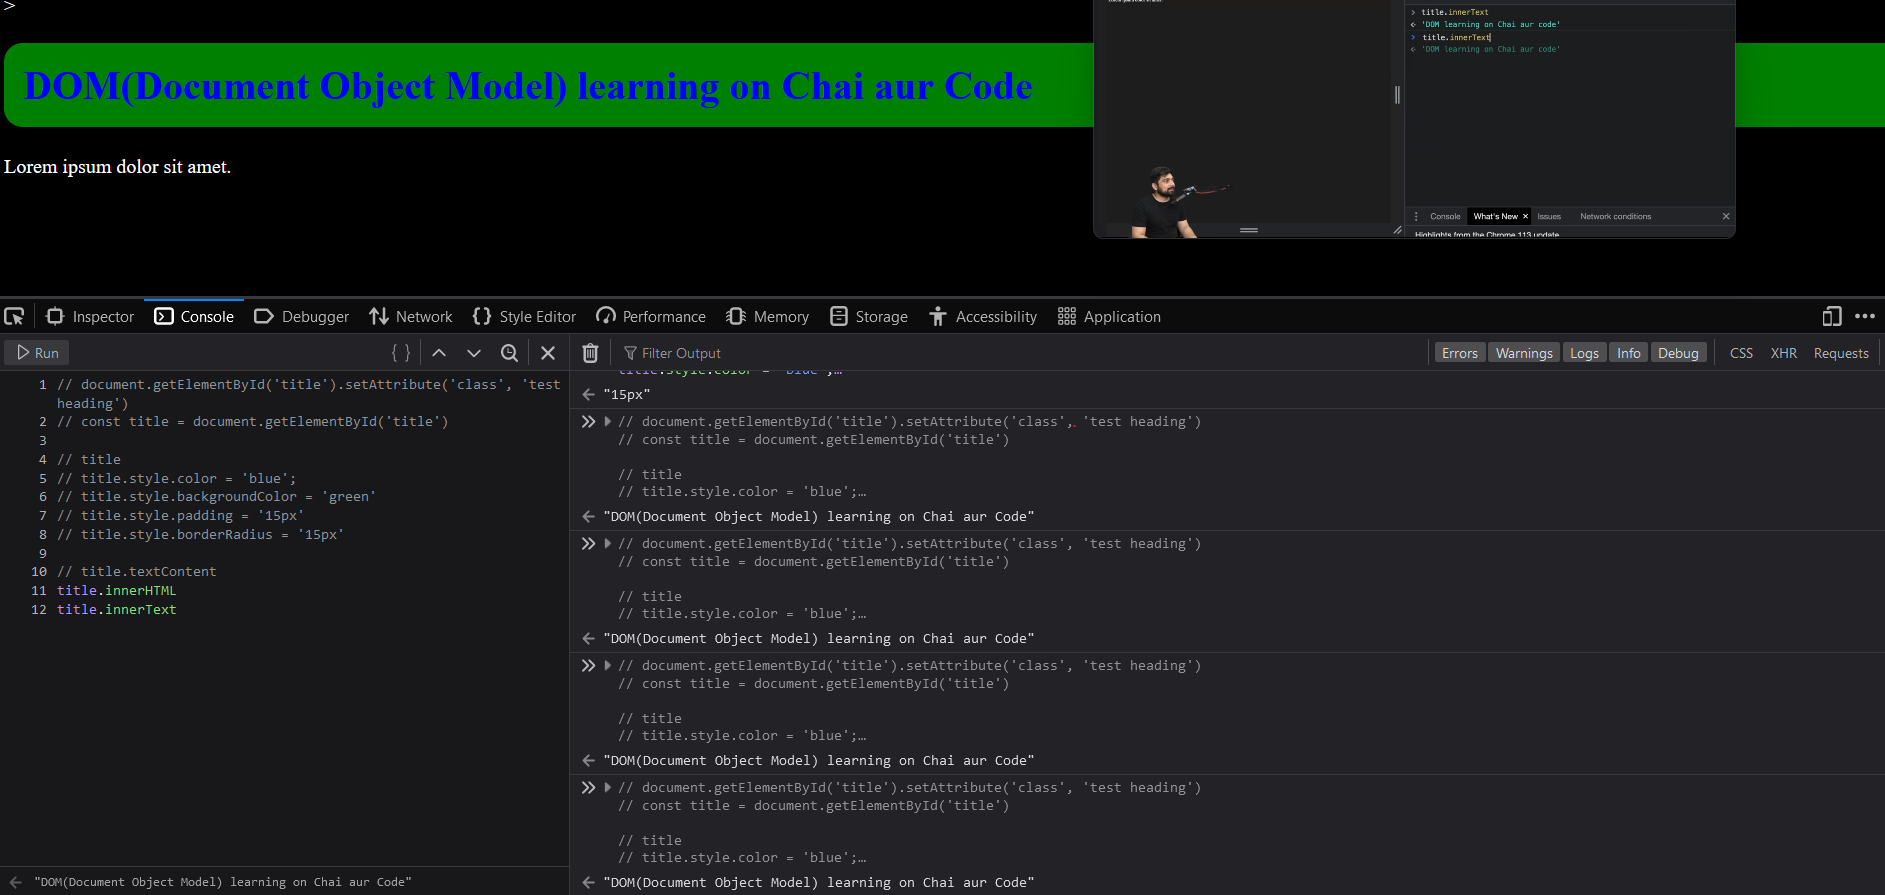 >
DOM(Document Object Model) learning on Chai aur Code
Lorem ipsum dolor sit amet.
> title.innerText
< 'DOM learning on Chai aur code'
> title.innerText
< 'DOM learning on Chai aur code'
Console What's New × Issues Network conditions ×
Highlights from the Chrome 113 update
Inspector Console Debugger Network Style Editor Performance Memory Storage Accessibility Application
Run
1 // document.getElementById('title').setAttribute('class', 'test
heading')
2 // const title = document.getElementById('title')
3
4 // title
5 // title.style.color = 'blue';
6 // title.style.backgroundColor = 'green'
7 // title.style.padding = '15px'
8 // title.style.borderRadius = '15px'
9
10 // title.textContent
11 title.innerHTML
12 title.innerText
"DOM(Document Object Model) learning on Chai aur Code"
Filter Output Errors Warnings Logs Info Debug CSS XHR Requests
title.style.color = 'blue';…
"15px"
// document.getElementById('title').setAttribute('class', 'test heading')
// const title = document.getElementById('title')
// title
// title.style.color = 'blue';…
"DOM(Document Object Model) learning on Chai aur Code"
// document.getElementById('title').setAttribute('class', 'test heading')
// const title = document.getElementById('title')
// title
// title.style.color = 'blue';…
"DOM(Document Object Model) learning on Chai aur Code"
// document.getElementById('title').setAttribute('class', 'test heading')
// const title = document.getElementById('title')
// title
// title.style.color = 'blue';…
"DOM(Document Object Model) learning on Chai aur Code"
// document.getElementById('title').setAttribute('class', 'test heading')
// const title = document.getElementById('title')
// title
// title.style.color = 'blue';…
"DOM(Document Object Model) learning on Chai aur Code"